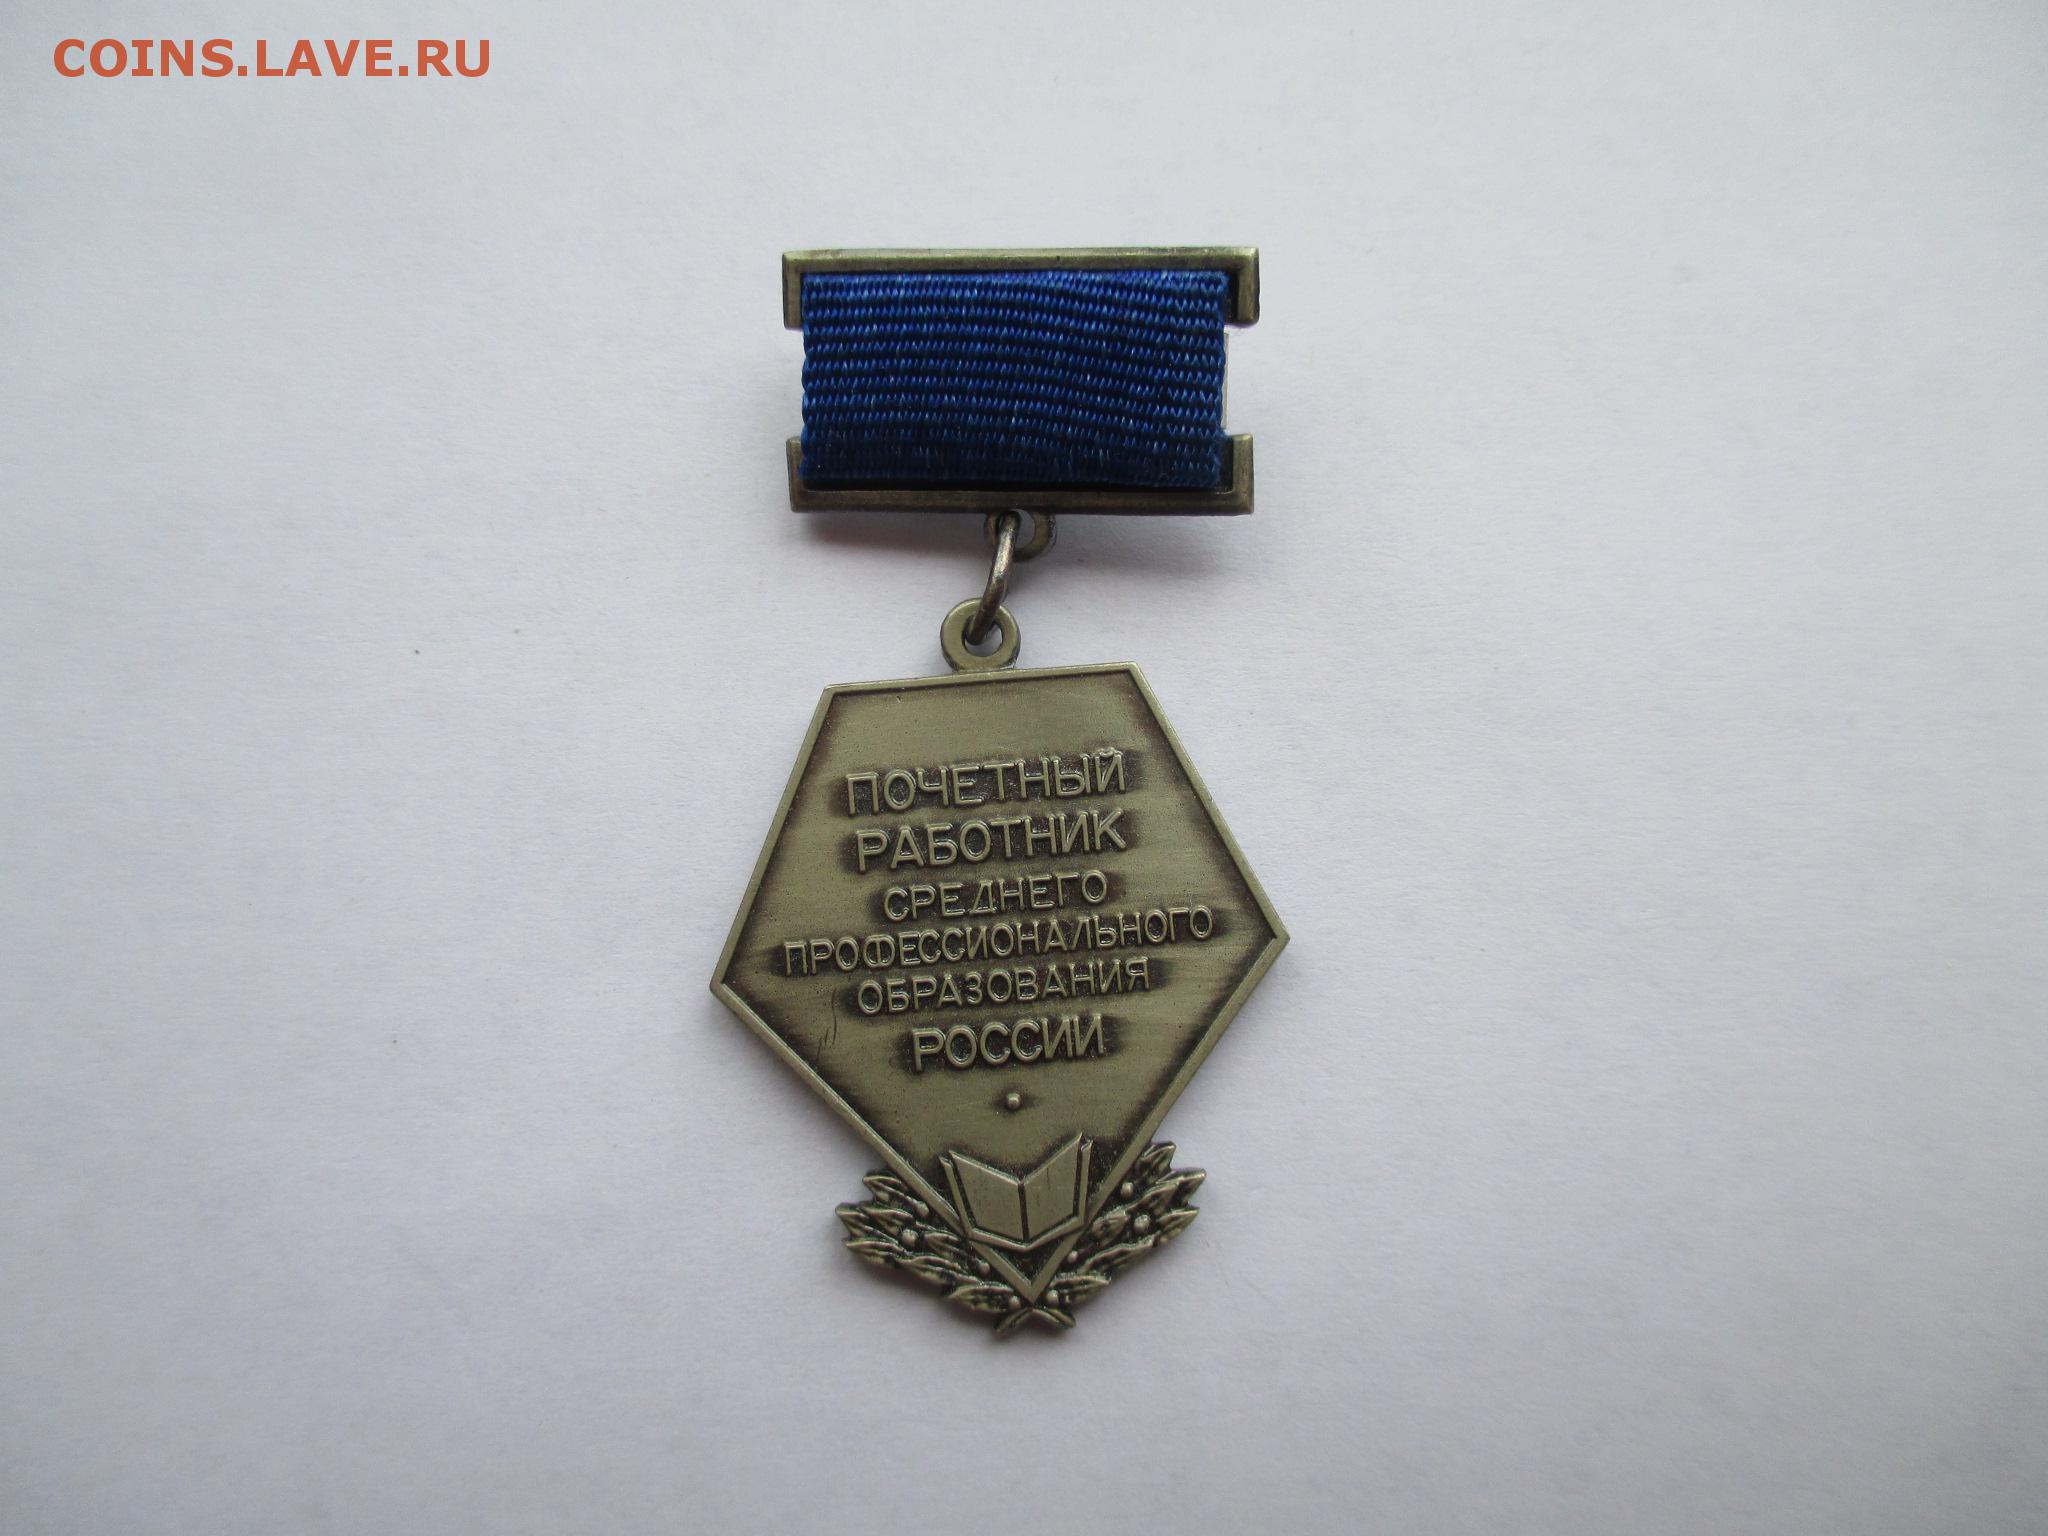 COINS.LAVE.RU
ПОЧЕТНЫЙ
РАБОТНИК
СРЕДНЕГО
ПРОФЕССИОНАЛЬНОГО
ОБРАЗОВАНИЯ
РОССИИ